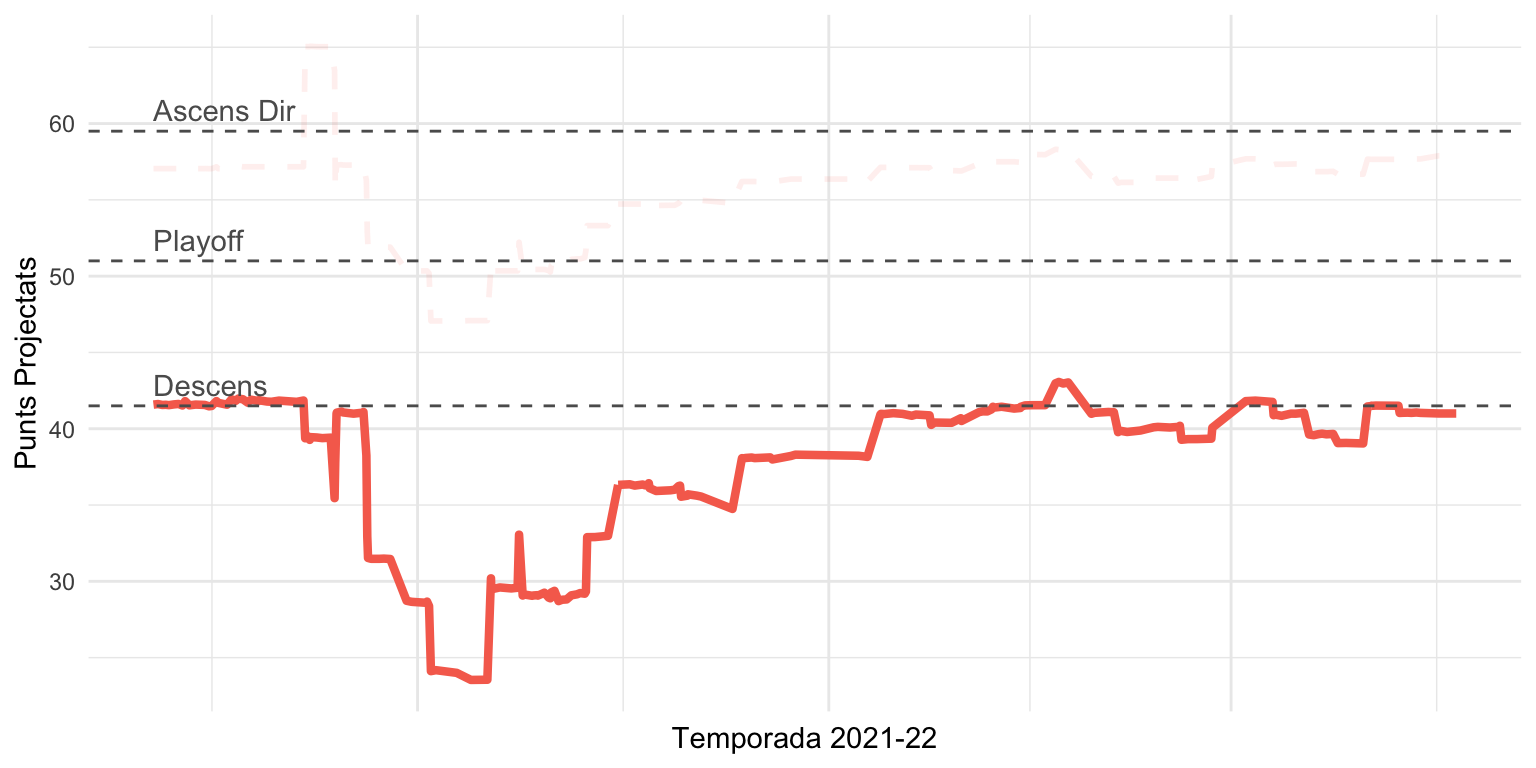 Ascens Dir
60
Playoff
50
Descens
40
30
Punts Projectats
Temporada 2021-22